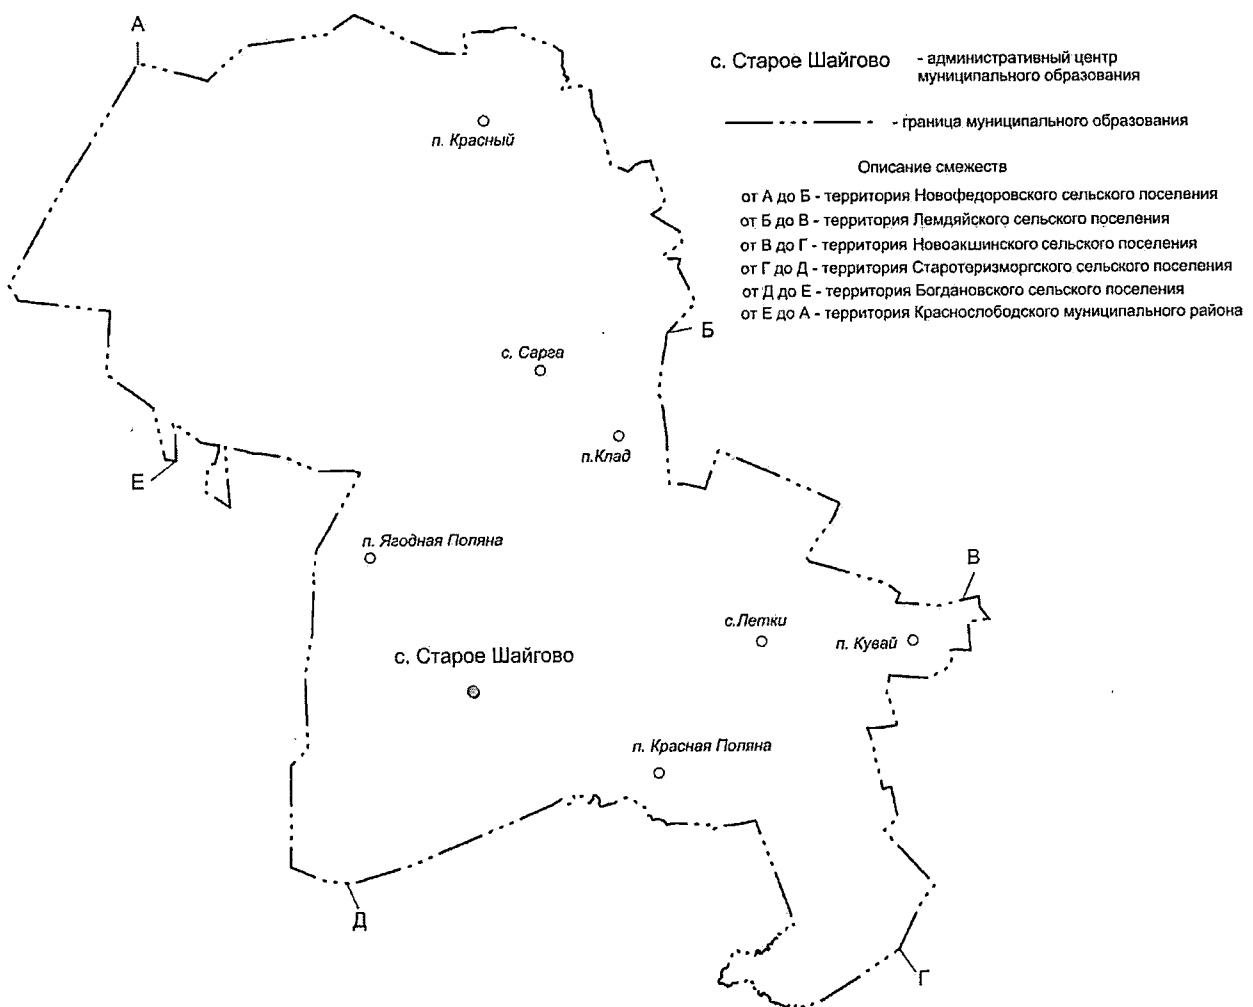 А
Е
с. Старое Шайгово - административный центр
муниципального образования
- граница муниципального образования
п. Красный
Описание смежеств
от А до Б - территория Новофедоровского сельского поселения
от Б до В - территория Лемдяйского сельского поселения
от В до Г - территория Новоакшинского сельского поселения
от Г до Д - территория Старотеризморгского сельского поселения
от Д до Е - территория Богдановского сельского поселения
от Е до А - территория Краснослободского муниципального района
Б
с. Сарга
п.Клад
Е
п. Ягодная Поляна
В
с.Летки
п. Кувай
с. Старое Шайгово
п. Красная Поляна
Д
Г